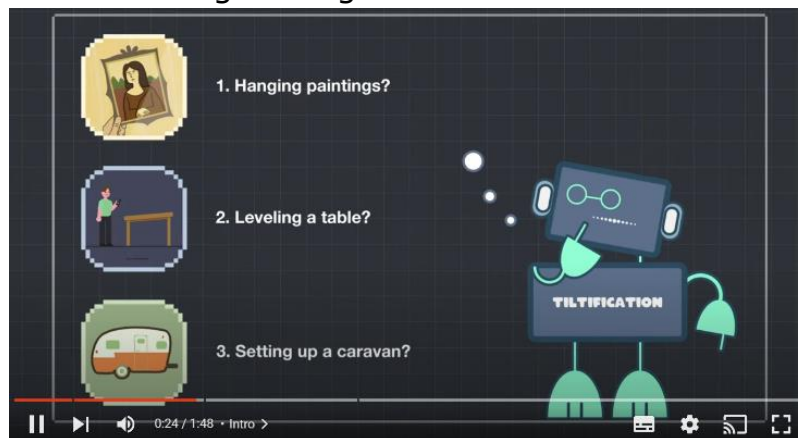 1. Hanging paintings?
2. Leveling a table?
TILTIFICATION
3. Setting up a caravan?
0:24 / 1:48 • Intro >